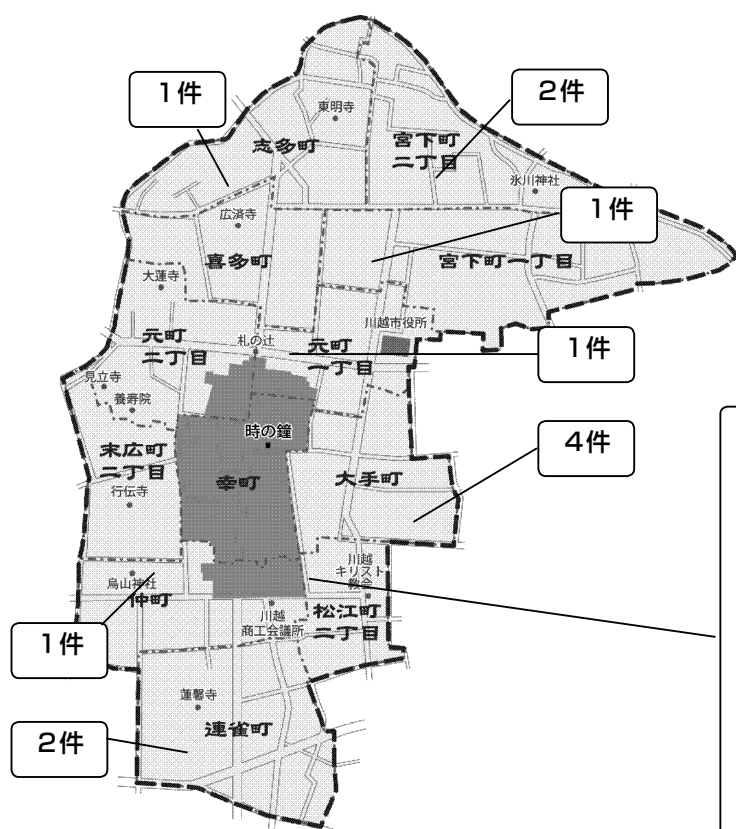 1件
2件
東明寺
志多町
宮下町
二丁目
氷川神社
1件
広済寺
喜多町
宮下町一丁目
大蓮寺
川越市役所
元町
二丁目
札の辻
元町
一丁目
1件
見立寺
養寿院
時の鐘
4件
末広町
二丁目
幸町
大手町
行伝寺
川越
キリスト
教会
烏山神社
仲町
川越
商工会議所
松江町
二丁目
1件
蓮馨寺
連雀町
2件